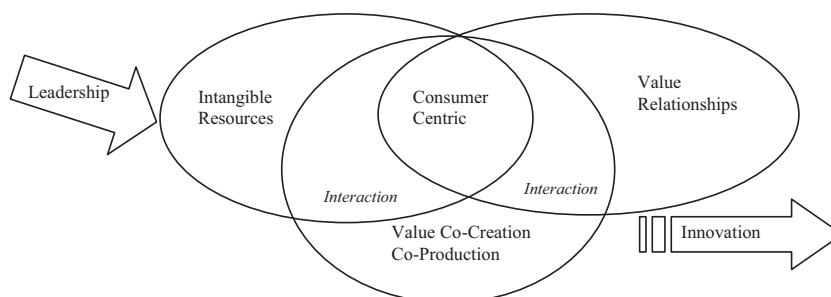 Leadership
Intangible
Resources
Consumer
Centric
Value
Relationships
Interaction
Interaction
Value Co-Creation
Co-Production
Innovation